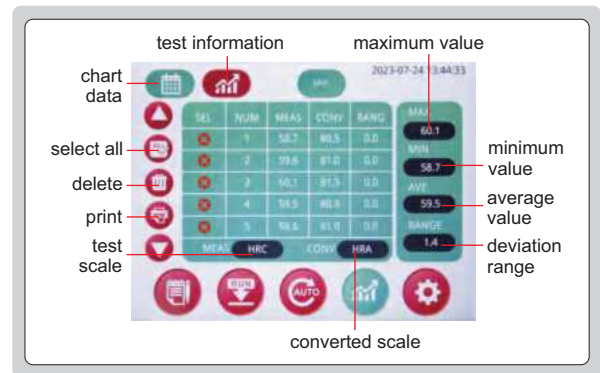 test information
maximum value
chart data
2023-07-24 13:44:33
SEL NUM MEAS CONV RANG
MAX
60.1
1 58.7 80.5 0.0
select all
MIN
58.7
minimum value
2 59.6 81.0 0.0
delete
3 60.1 81.3 0.0
AVE
59.5
average value
print
4 59.5 80.9 0.0
5 59.6 81.0 0.0
RANGE
1.4
deviation range
test scale
MEAS HRC CONV HRA
RUN
AUTO
converted scale